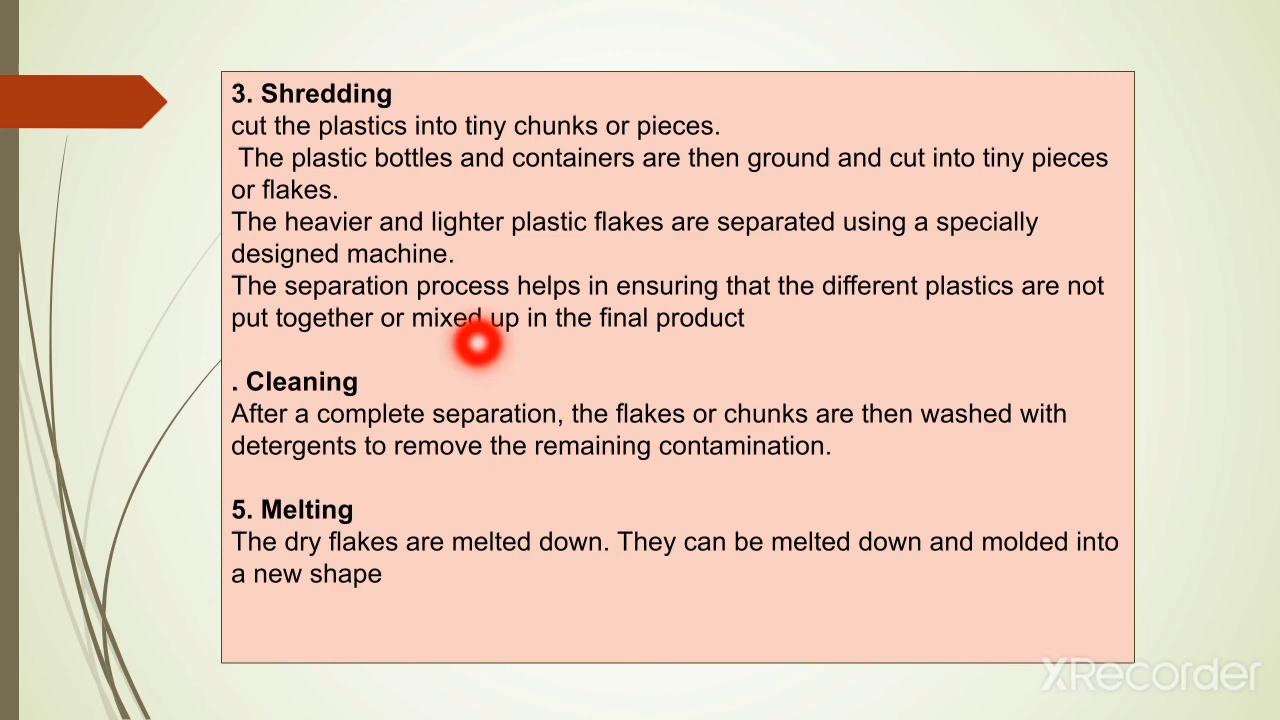 3. Shredding
cut the plastics into tiny chunks or pieces.
The plastic bottles and containers are then ground and cut into tiny pieces
or flakes.
The heavier and lighter plastic flakes are separated using a specially
designed machine.
The separation process helps in ensuring that the different plastics are not
put together or mixed up in the final product
. Cleaning
After a complete separation, the flakes or chunks are then washed with
detergents to remove the remaining contamination.
5. Melting
The dry flakes are melted down. They can be melted down and molded into
a new shape
XRecorder